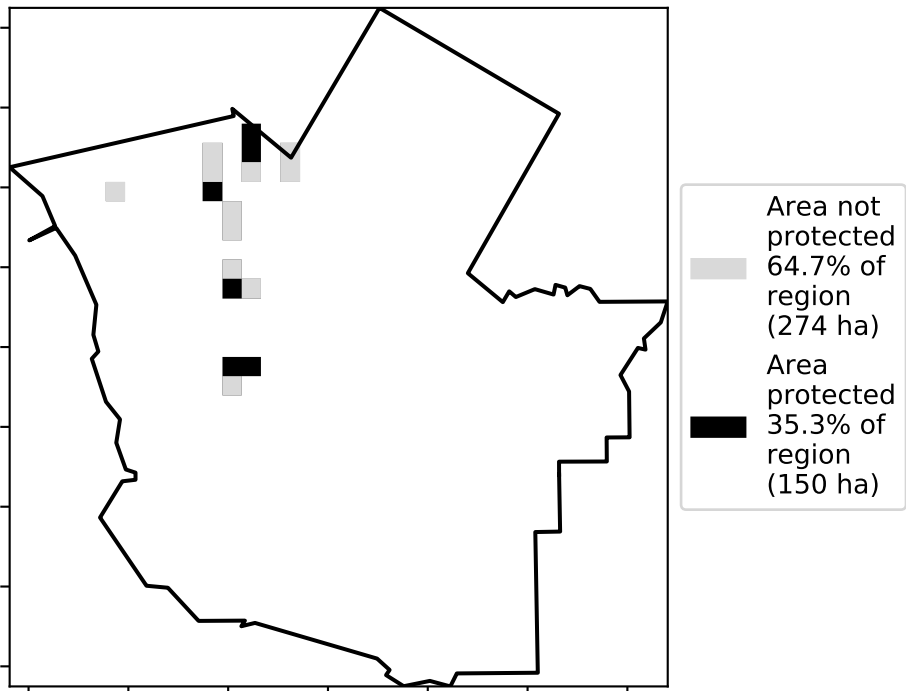 Area not
protected
64.7% of
region
(274 ha)
Area
protected
35.3% of
region
(150 ha)